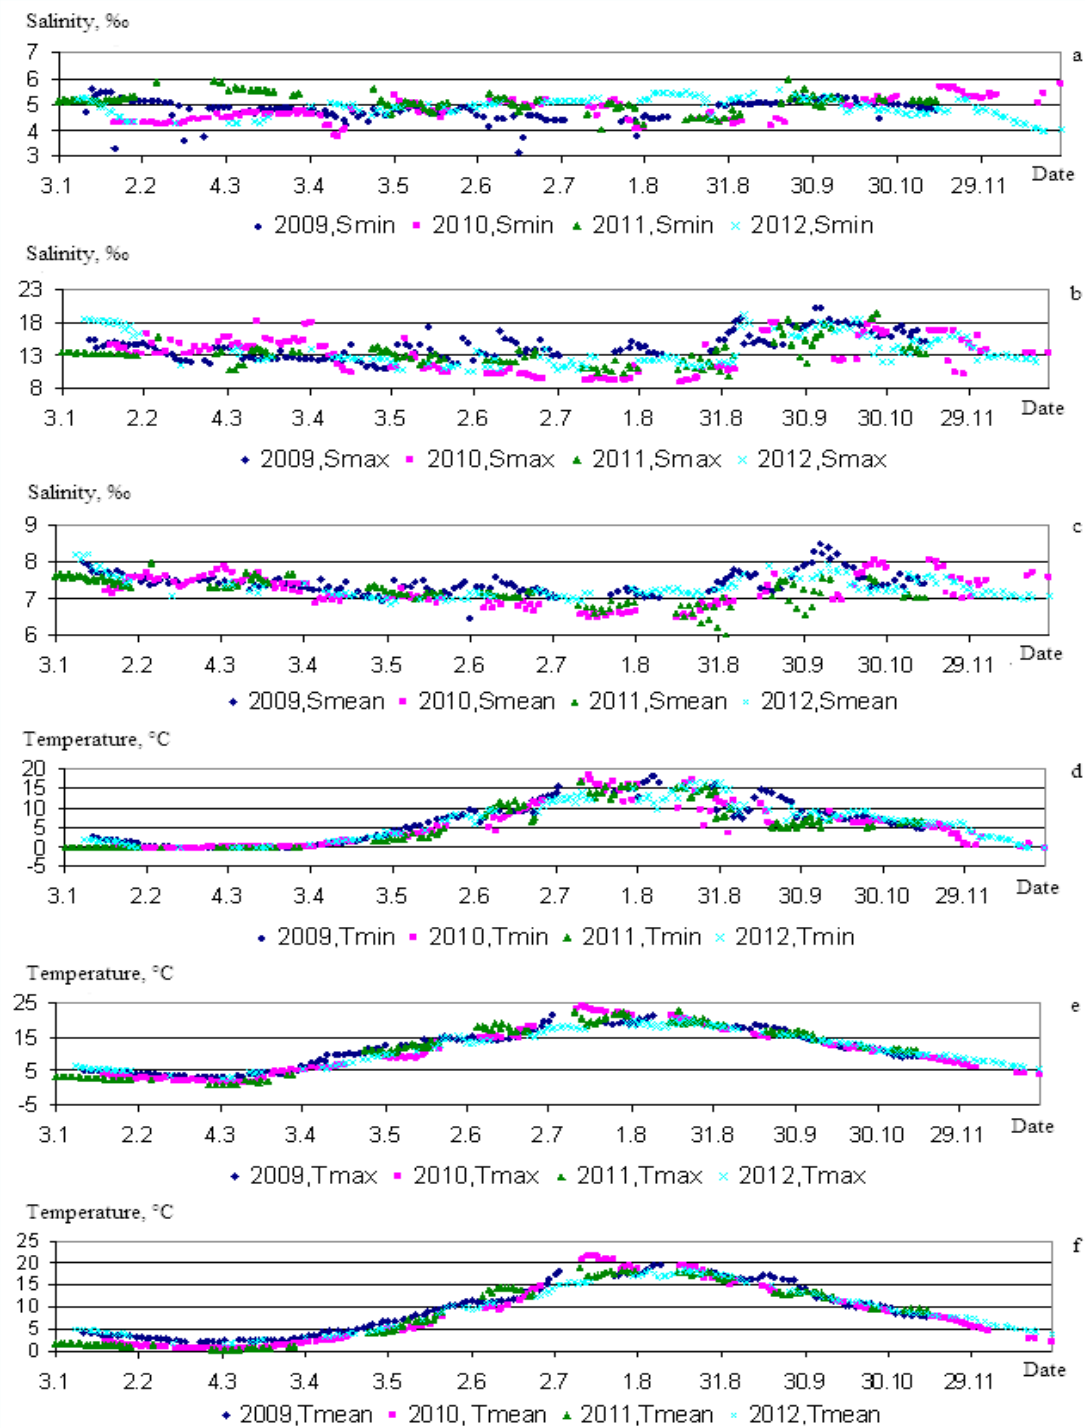 Salinity, ‰
a
7
6
5
4
3
3.1 2.2 4.3 3.4 3.5 2.6 2.7 1.8 31.8 30.9 30.10 29.11 Date
2009,Smin 2010,Smin 2011,Smin 2012,Smin
Salinity, ‰
b
23
18
13
8
3.1 2.2 4.3 3.4 3.5 2.6 2.7 1.8 31.8 30.9 30.10 29.11 Date
2009,Smax 2010,Smax 2011,Smax 2012,Smax
Salinity, ‰
c
9
8
7
6
3.1 2.2 4.3 3.4 3.5 2.6 2.7 1.8 31.8 30.9 30.10 29.11 Date
2009,Smean 2010,Smean 2011,Smean 2012,Smean
Temperature, °C
d
20
15
10
5
0
-5
3.1 2.2 4.3 3.4 3.5 2.6 2.7 1.8 31.8 30.9 30.10 29.11 Date
2009,Tmin 2010,Tmin 2011,Tmin 2012,Tmin
Temperature, °C
e
25
15
5
-5
3.1 2.2 4.3 3.4 3.5 2.6 2.7 1.8 31.8 30.9 30.10 29.11 Date
2009,Tmax 2010,Tmax 2011,Tmax 2012,Tmax
Temperature, °C
f
25
20
15
10
5
0
3.1 2.2 4.3 3.4 3.5 2.6 2.7 1.8 31.8 30.9 30.10 29.11 Date
2009,Tmean 2010, Tmean 2011,Tmean 2012,Tmean